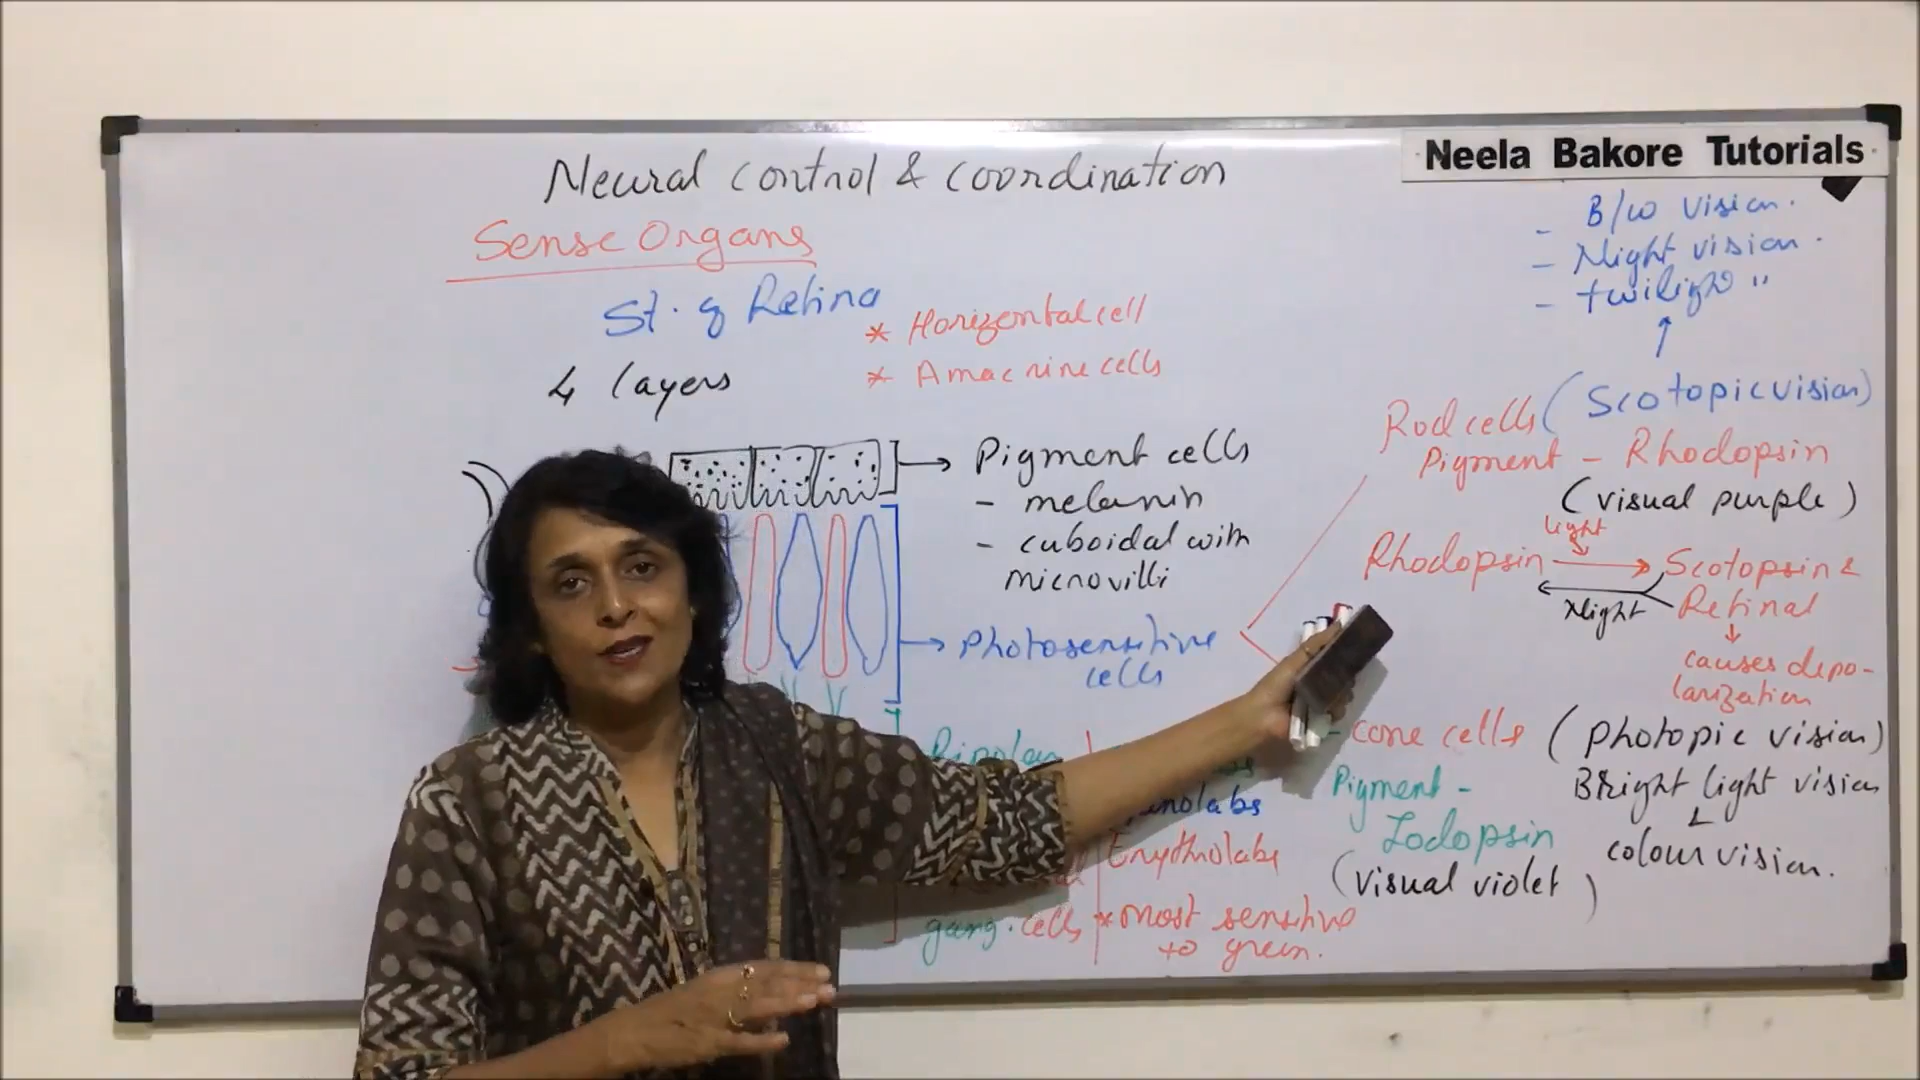 Neela Bakore Tutorials
Neural control & coordination
Sense Organs
St. of Retina
4 layers
* Horizontal cell
* Amacrine cells
Pigment cells
- melanin
- cuboidal with
microvilli
Photosensitive
cells
Bipolar
Erythrolabe
gang. cells
* most sensitive
to green.
- B/W vision.
- Night vision.
- twilight "
Rod cells (Scotopic vision)
Pigment - Rhodopsin
(visual purple)
light
Rhodopsin
Scotopsin &
Retinal
causes depo-
larization
- cone cells (Photopic vision)
Bright light vision
Pigment -
Iodopsin
colour vision.
(visual violet)